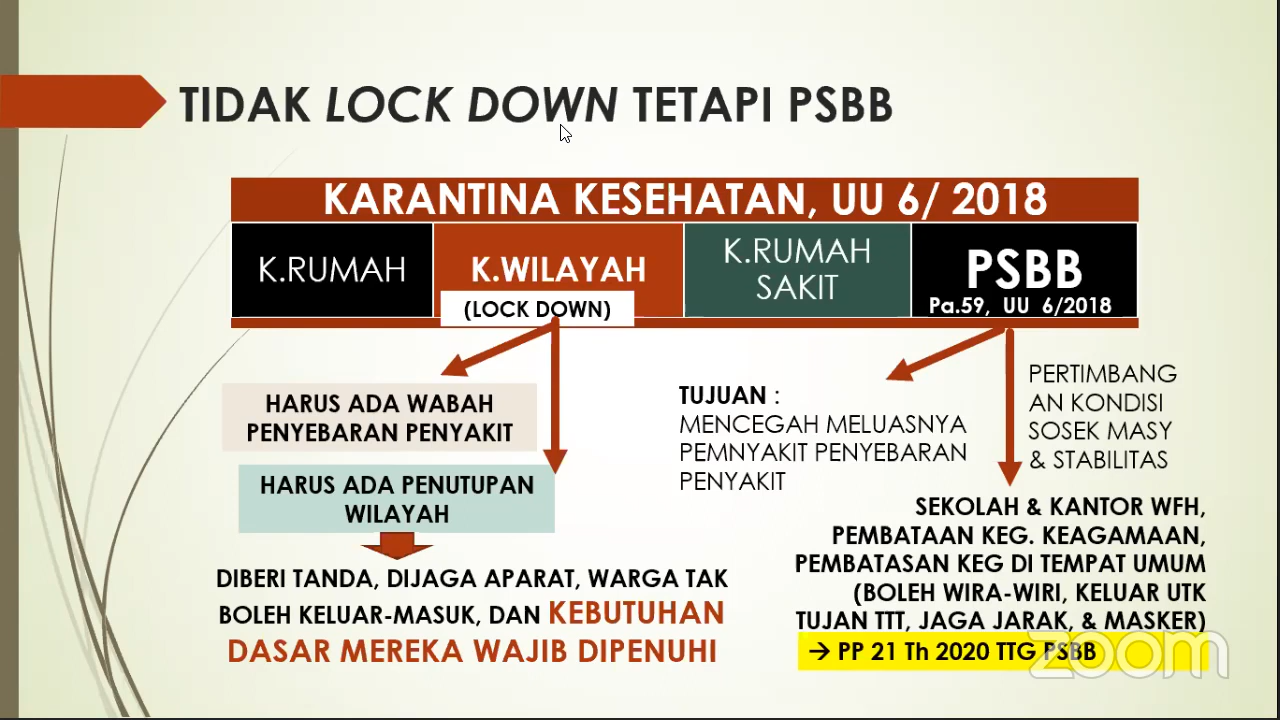 TIDAK LOCK DOWN TETAPI PSBB
KARANTINA KESEHATAN, UU 6/ 2018
K.RUMAH
K.WILAYAH
(LOCK DOWN)
K.RUMAH
SAKIT
PSBB
Pa.59, UU 6/2018
HARUS ADA WABAH
PENYEBARAN PENYAKIT
HARUS ADA PENUTUPAN
WILAYAH
DIBERI TANDA, DIJAGA APARAT, WARGA TAK
BOLEH KELUAR-MASUK, DAN KEBUTUHAN
DASAR MEREKA WAJIB DIPENUHI
TUJUAN :
MENCEGAH MELUASNYA
PEMNYAKIT PENYEBARAN
PENYAKIT
PERTIMBANG
AN KONDISI
SOSEK MASY
& STABILITAS
SEKOLAH & KANTOR WFH,
PEMBATAAN KEG. KEAGAMAAN,
PEMBATASAN KEG DI TEMPAT UMUM
(BOLEH WIRA-WIRI, KELUAR UTK
TUJAN TTT, JAGA JARAK, & MASKER)
→ PP 21 Th 2020 TTG PSBB
zoom